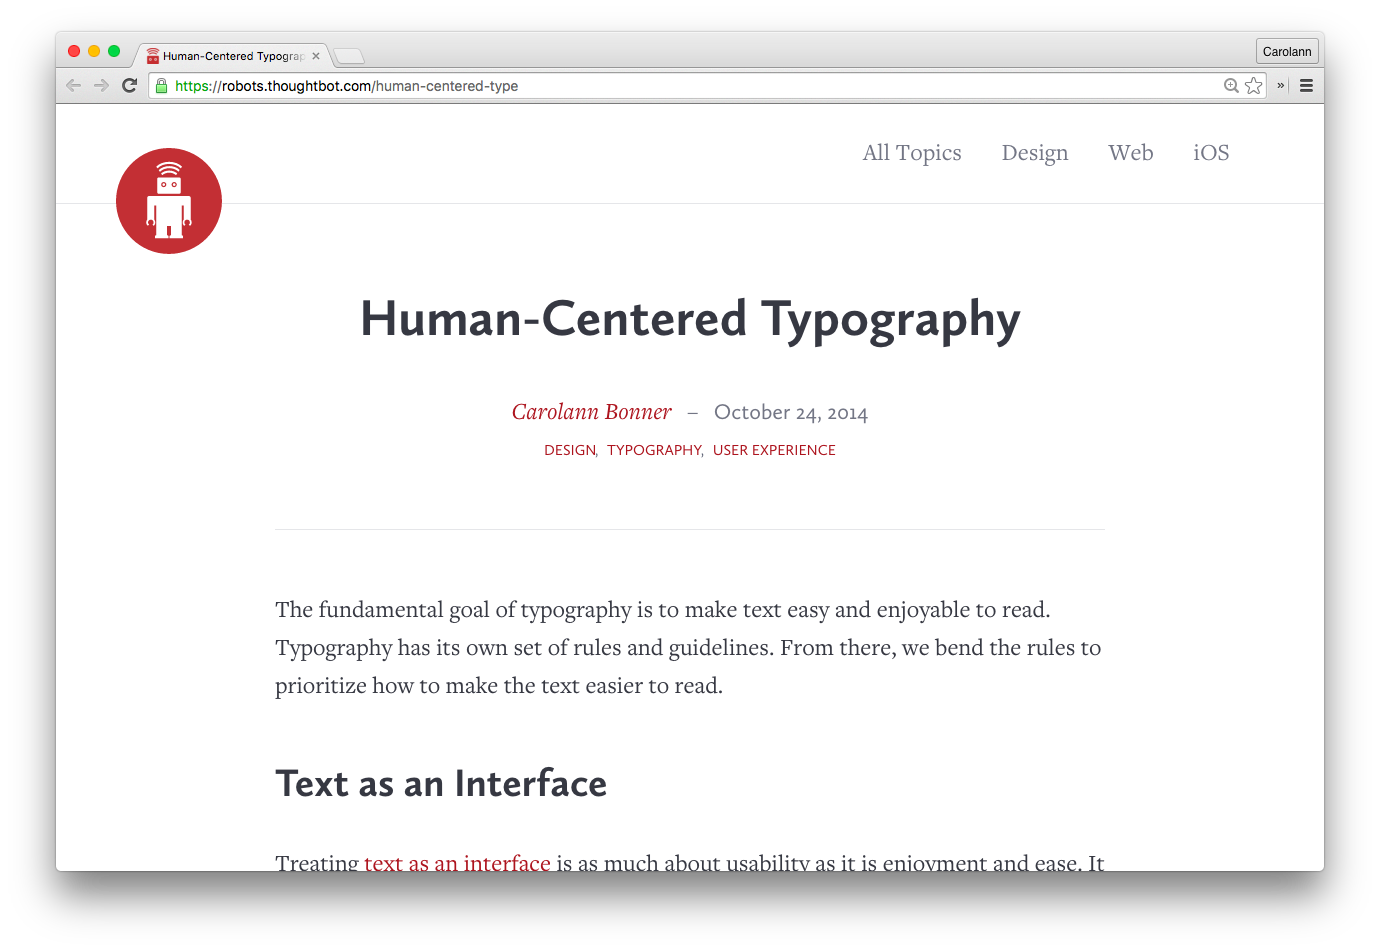 Human-Centered Typograp
Carolann
https://robots.thoughtbot.com/human-centered-type
All Topics Design Web iOS
Human-Centered Typography
Carolann Bonner – October 24, 2014
DESIGN, TYPOGRAPHY, USER EXPERIENCE
The fundamental goal of typography is to make text easy and enjoyable to read.
Typography has its own set of rules and guidelines. From there, we bend the rules to
prioritize how to make the text easier to read.
Text as an Interface
Treating text as an interface is as much about usability as it is enjoyment and ease. It